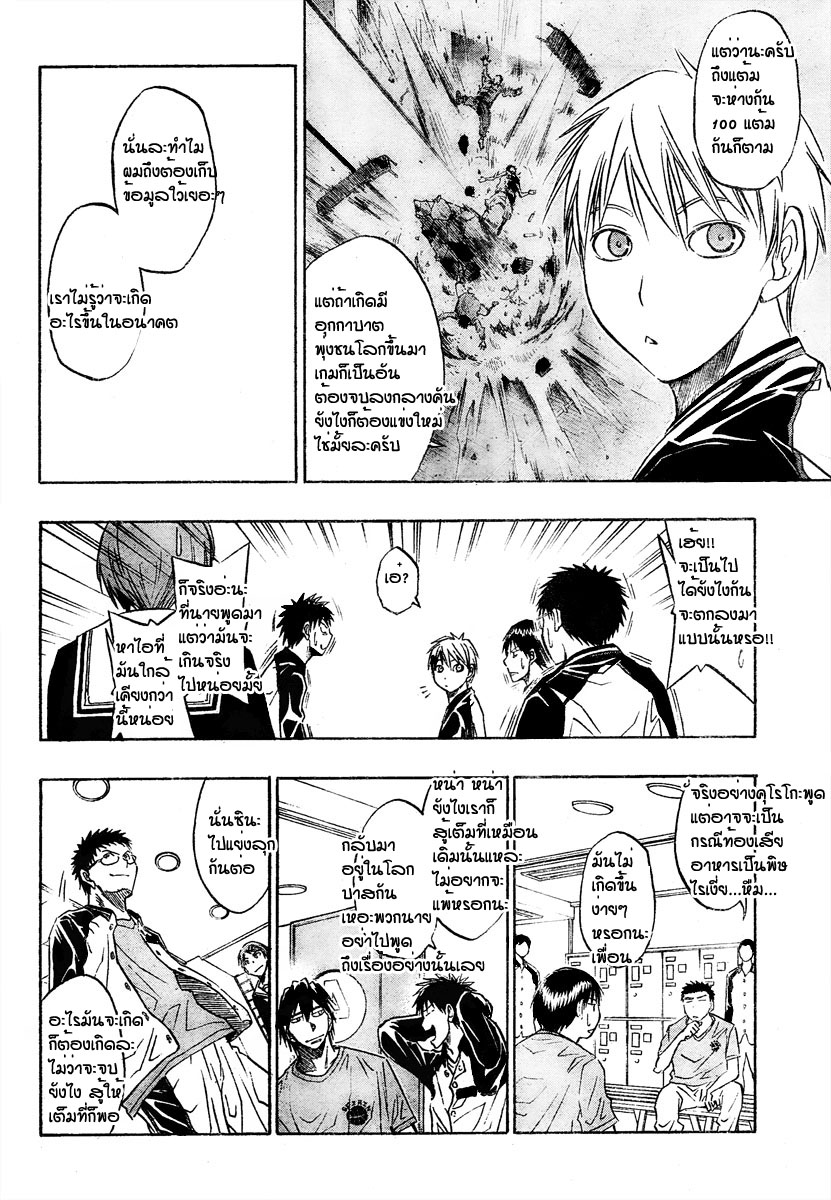 แต่ว่านะครับ
ถึงแต้ม
จะห่างกัน
100 แต้ม
กันก็ตาม
แต่ถ้าเกิดมี
อุกกาบาต
พุ่งชนโลกขึ้นมา
เกมก็เป็นอัน
ต้องจบลงกลางคัน
ยังไงก็ต้องแข่งใหม่
ใช่มั้ยละครับ
นั่นละทำไม
ผมถึงต้องเก็บ
ข้อมูลไว้เยอะๆ
เราไม่รู้ว่าจะเกิด
อะไรขึ้นในอนาคต
เฮ้ย!!
จะเป็นไป
ได้ยังไงกัน
จะตกลงมา
แบบนั้นหรอ!!
เอ๋?
ก็จริงอ่ะนะ
ที่นายพูดมา
แต่ว่ามันจะ
เกินจริง
ไปหน่อยมั้ย
หาไอที่
มันใกล้
เคียงกว่า
นี้หน่อย
จริงอย่างคุโรโกะพูด
แต่อาจจะเป็น
กรณีท้องเสีย
อาหารเป็นพิษ
ไรเงี่ย...หืม...
มันไม่
เกิดขึ้น
ง่ายๆ
หรอกนะ
เพื่อน
หน่า หน่า
ยังไงเราก็
สู้เต็มที่เหมือน
เดิมนั้นแหละ
ไม่อยากจะ
แพ้หรอกนะ
กลับมา
อยู่ในโลก
บาสกัน
เหอะพวกนาย
อย่าไปพูด
ถึงเรื่องอย่างนั้นเลย
นั่นซินะ
ไปแข่งลุก
กันต่อ
อะไรมันจะเกิด
ก็ต้องเกิดล่ะ
ไม่ว่าจะจบ
ยังไง สู้ให้
เต็มที่ก็พอ